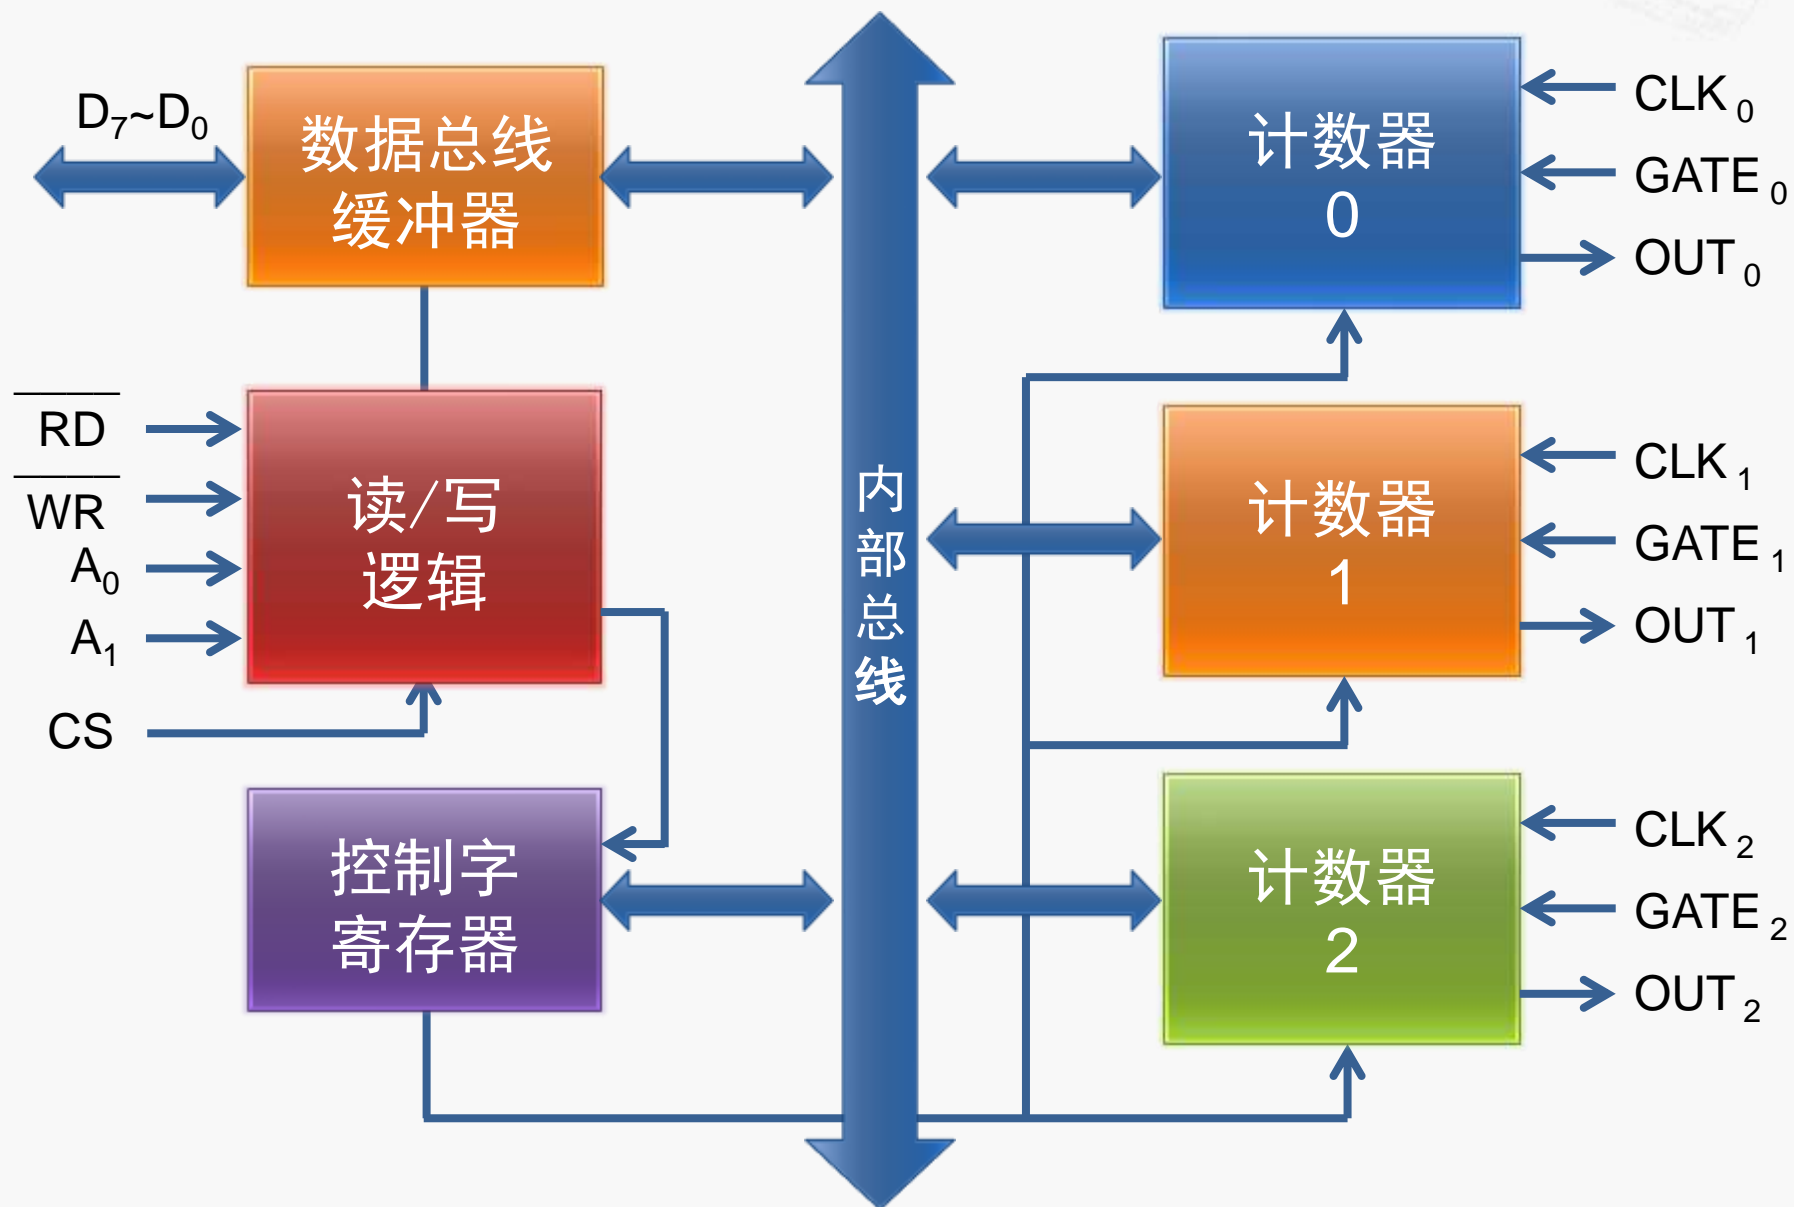 D₇~D₀
数据总线
缓冲器
R̅D̅
W̅R̅
A₀
A₁
CS
读/写
逻辑
控制字
寄存器
内
部
总
线
计数器
0
CLK₀
GATE₀
OUT₀
计数器
1
CLK₁
GATE₁
OUT₁
计数器
2
CLK₂
GATE₂
OUT₂